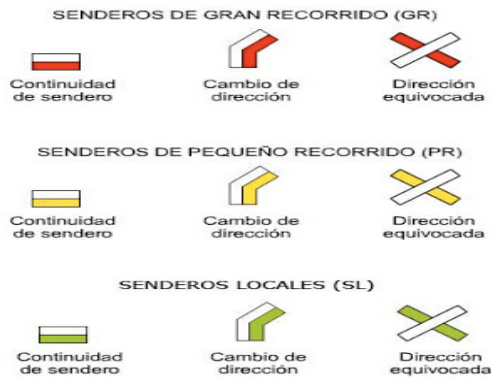 SENDEROS DE GRAN RECORRIDO (GR)
Continuidad de sendero
Cambio de dirección
Dirección equivocada
SENDEROS DE PEQUEÑO RECORRIDO (PR)
Continuidad de sendero
Cambio de dirección
Dirección equivocada
SENDEROS LOCALES (SL)
Continuidad de sendero
Cambio de dirección
Dirección equivocada